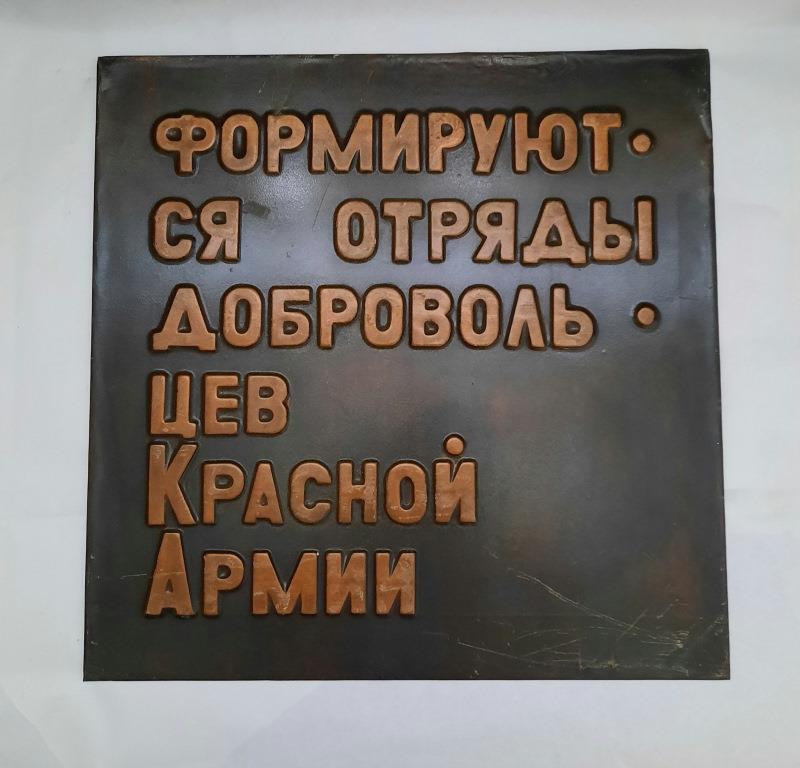 ФОРМИРУЮТ·
СЯ ОТРЯДЫ
ДОБРОВОЛЬ·
ЦЕВ
КРАСНОЙ
АРМИИ